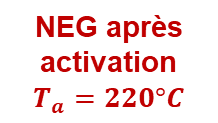 NEG après
activation
Tₐ = 220°C